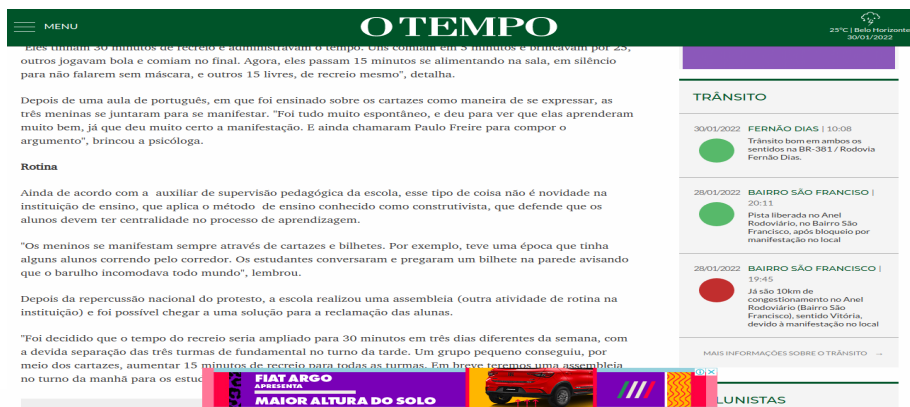 MENU
O TEMPO
25°C | Belo Horizonte
30/01/2022
"Eles tinham 30 minutos de recreio e administravam o tempo. Uns comiam em 5 minutos e brincavam por 25,
outros jogavam bola e comiam no final. Agora, eles passam 15 minutos se alimentando na sala, em silêncio
para não falarem sem máscara, e outros 15 livres, de recreio mesmo", detalha.
Depois de uma aula de português, em que foi ensinado sobre os cartazes como maneira de se expressar, as
três meninas se juntaram para se manifestar. "Foi tudo muito espontâneo, e deu para ver que elas aprenderam
muito bem, já que deu muito certo a manifestação. E ainda chamaram Paulo Freire para compor o
argumento", brincou a psicóloga.
Rotina
Ainda de acordo com a auxiliar de supervisão pedagógica da escola, esse tipo de coisa não é novidade na
instituição de ensino, que aplica o método de ensino conhecido como construtivista, que defende que os
alunos devem ter centralidade no processo de aprendizagem.
"Os meninos se manifestam sempre através de cartazes e bilhetes. Por exemplo, teve uma época que tinha
alguns alunos correndo pelo corredor. Os estudantes conversaram e pregaram um bilhete na parede avisando
que o barulho incomodava todo mundo", lembrou.
Depois da repercussão nacional do protesto, a escola realizou uma assembleia (outra atividade de rotina na
instituição) e foi possível chegar a uma solução para a reclamação das alunas.
"Foi decidido que o tempo do recreio seria ampliado para 30 minutos em três dias diferentes da semana, com
a devida separação das três turmas de fundamental no turno da tarde. Um grupo pequeno conseguiu, por
meio dos cartazes, aumentar 15 minutos de recreio para todas as turmas. Em breve teremos uma assembleia
no turno da manhã para os
FIAT ARGO
APRESENTA
MAIOR ALTURA DO SOLO
TRÂNSITO
30/01/2022 FERNÃO DIAS | 10:08
Trânsito bom em ambos os
sentidos na BR-381 / Rodovia
Fernão Dias.
28/01/2022 BAIRRO SÃO FRANCISO |
20:11
Pista liberada no Anel
Rodoviário, no Bairro São
Francisco, após bloqueio por
manifestação no local
28/01/2022 BAIRRO SÃO FRANCISCO |
19:45
Já são 10km de
congestionamento no Anel
Rodoviário (Bairro São
Francisco), sentido Vitória,
devido à manifestação no local
MAIS INFORMAÇÕES SOBRE O TRÂNSITO →
LUNISTAS